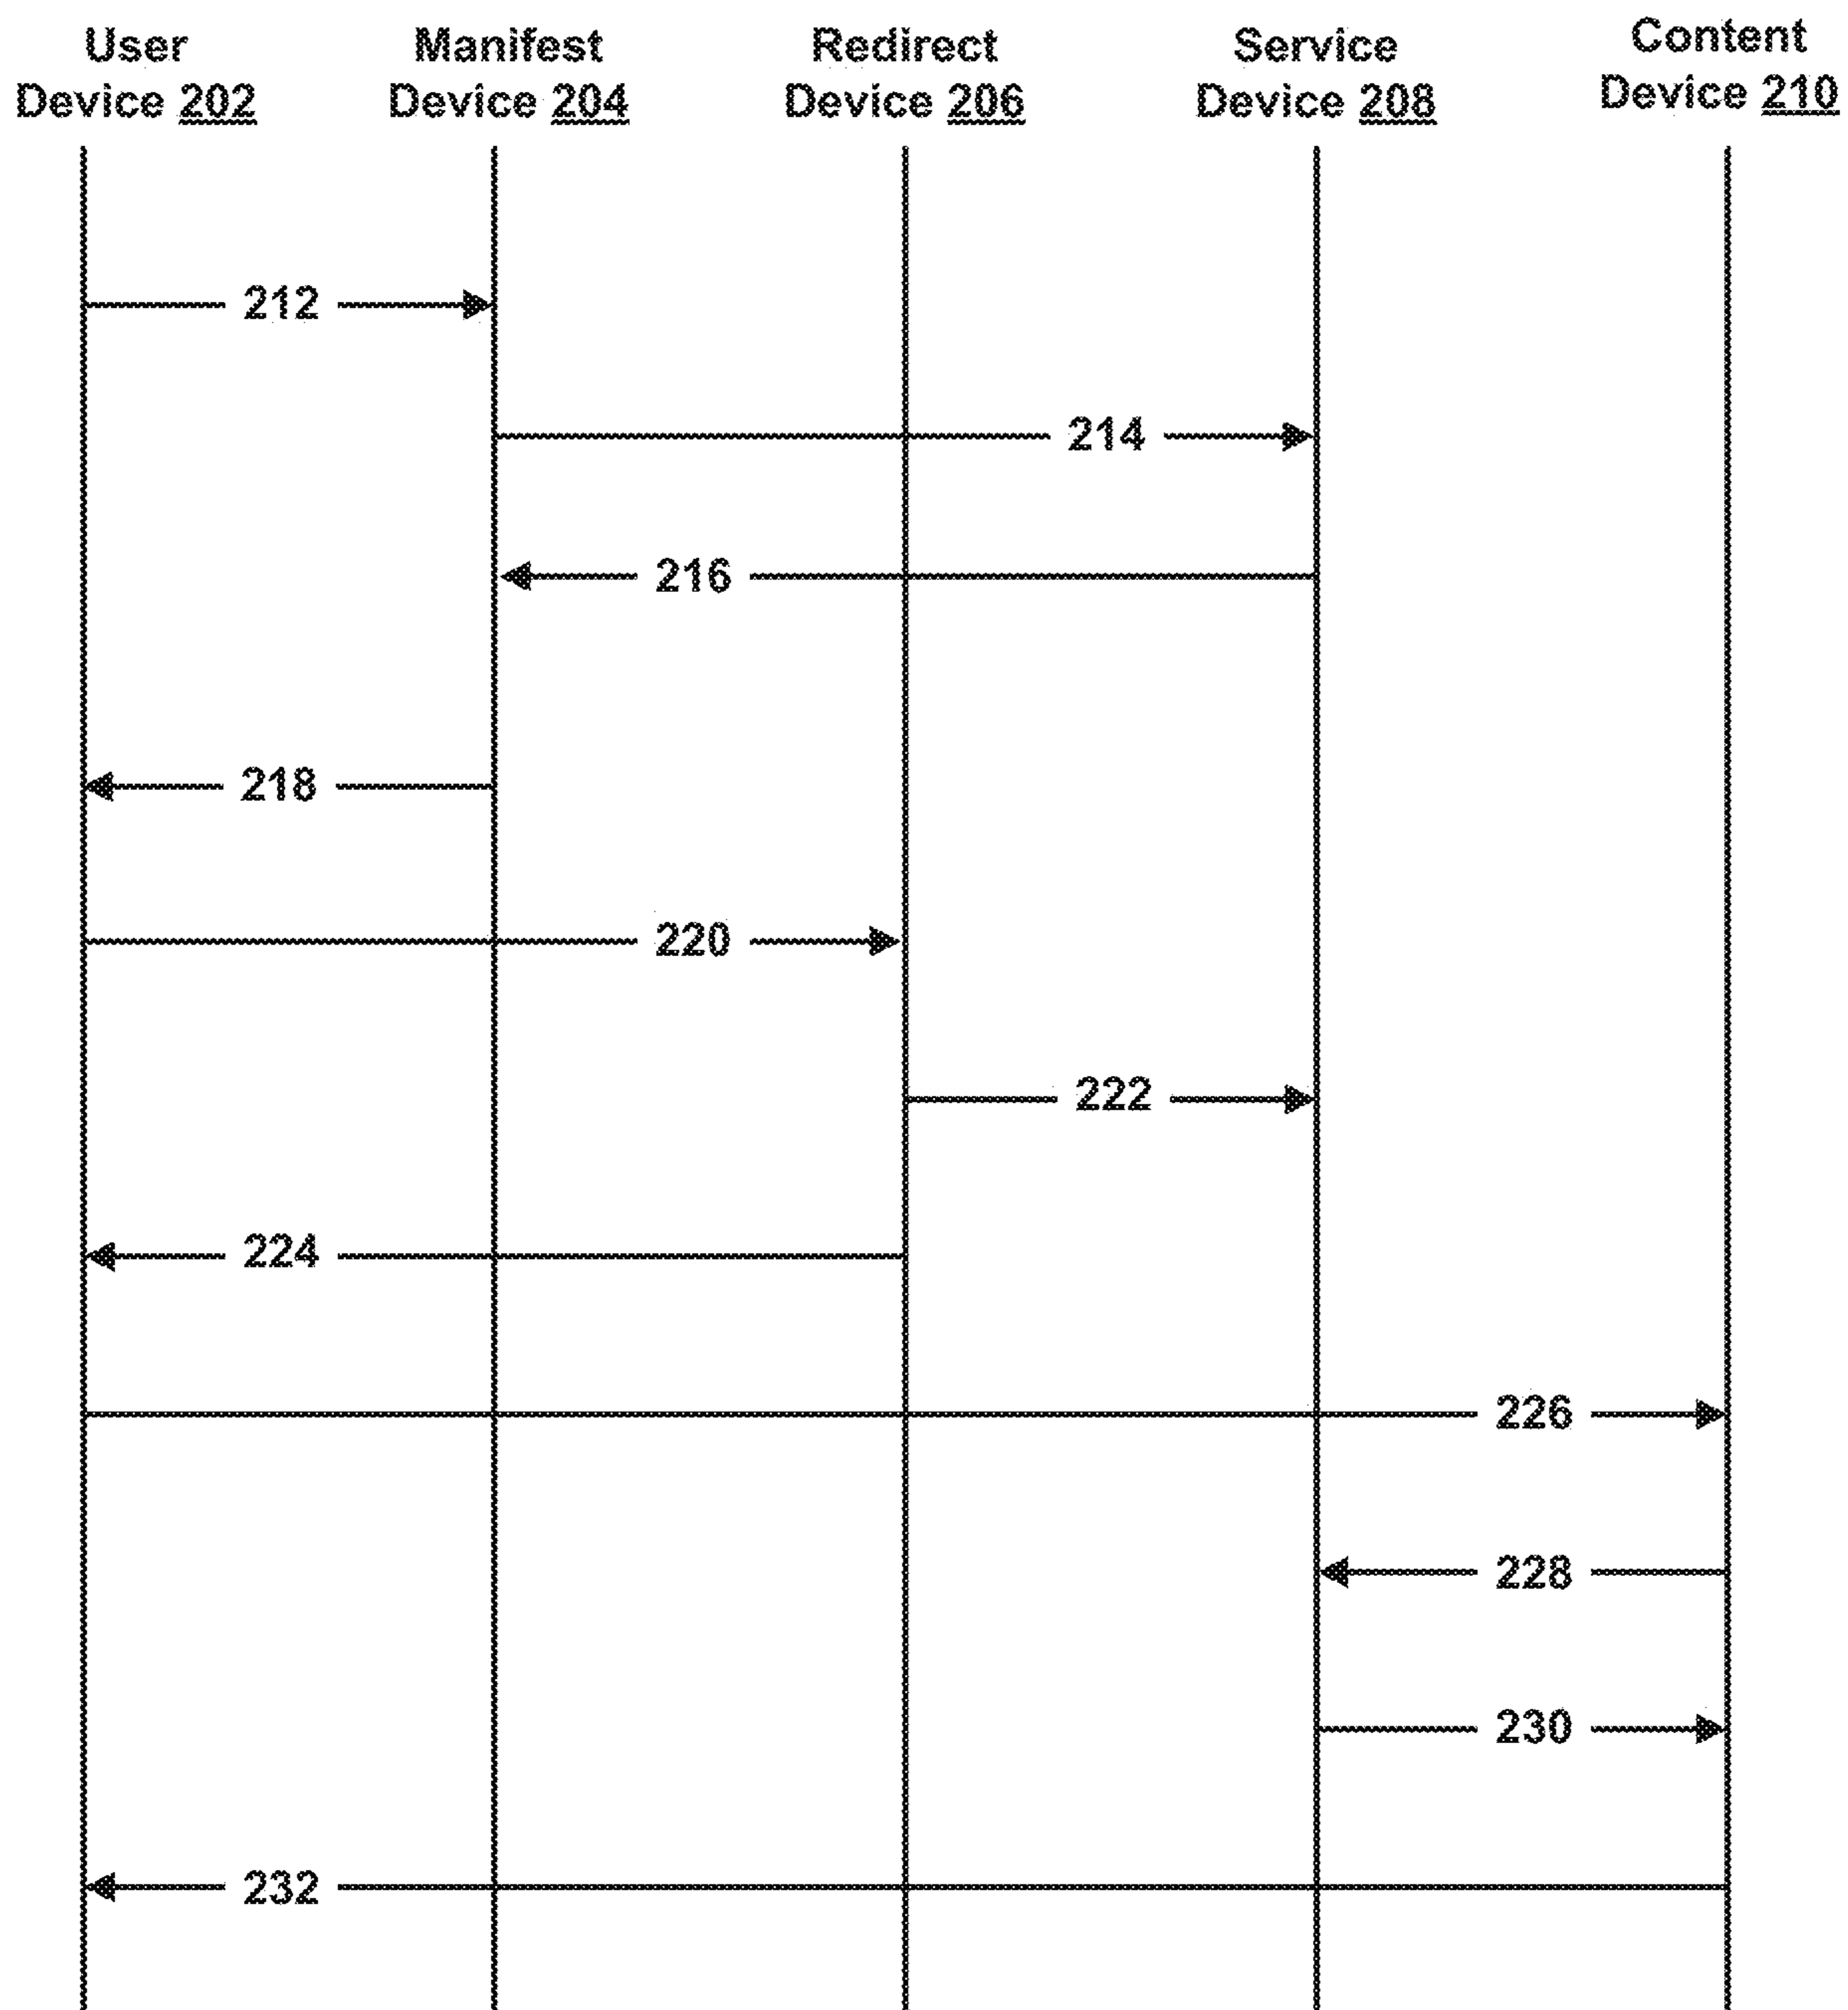 User
Device 202
Manifest
Device 204
Redirect
Device 206
Service
Device 208
Content
Device 210
212
214
216
218
220
222
224
226
228
230
232